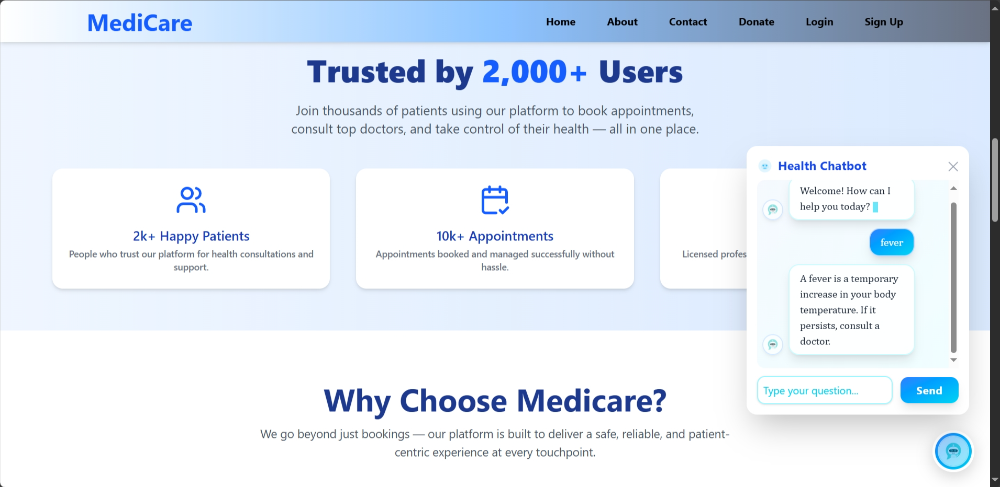 MediCare
Home
About
Contact
Donate
Login
Sign Up
Trusted by 2,000+ Users
Join thousands of patients using our platform to book appointments,
consult top doctors, and take control of their health — all in one place.
2k+ Happy Patients
People who trust our platform for health consultations and
support.
10k+ Appointments
Appointments booked and managed successfully without
hassle.
Licensed
Health Chatbot
Welcome! How can I
help you today?
fever
A fever is a temporary
increase in your body
temperature. If it
persists, consult a
doctor.
Type your question...
Send
Why Choose Medicare?
We go beyond just bookings — our platform is built to deliver a safe, reliable, and patient-
centric experience at every touchpoint.